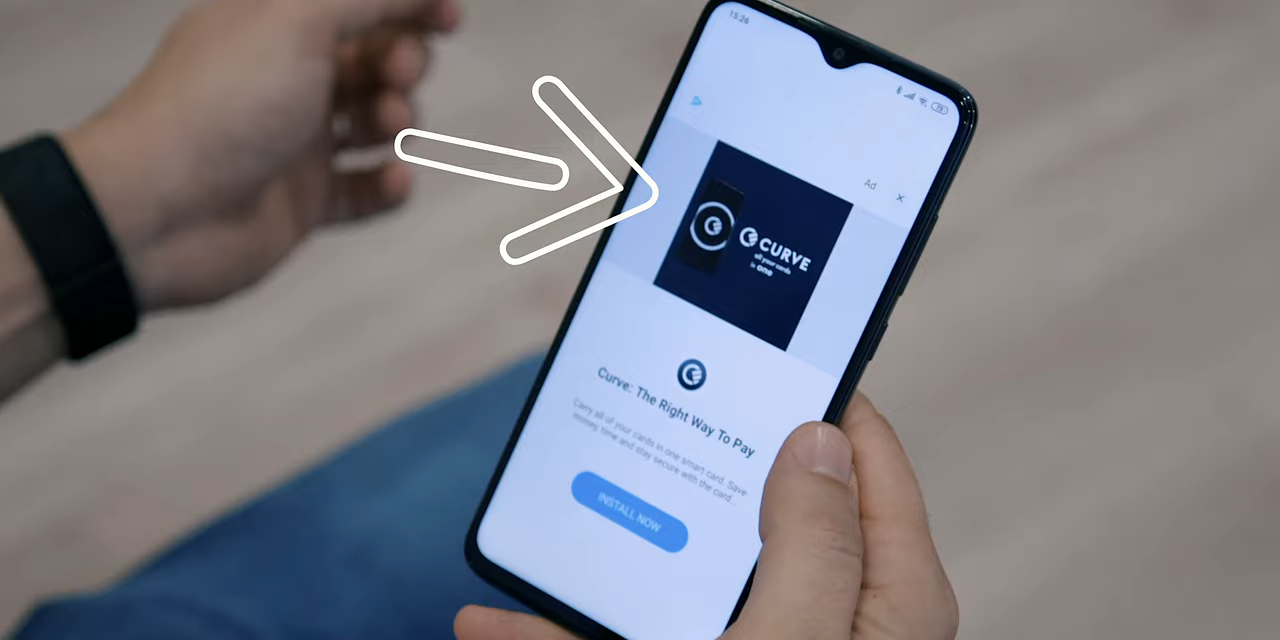 15:26
Ad
CURVE
all your cards
in one
Curve: The Right Way To Pay
Carry all of your cards in one smart card. Save
money, time and stay secure with the card...
INSTALL NOW